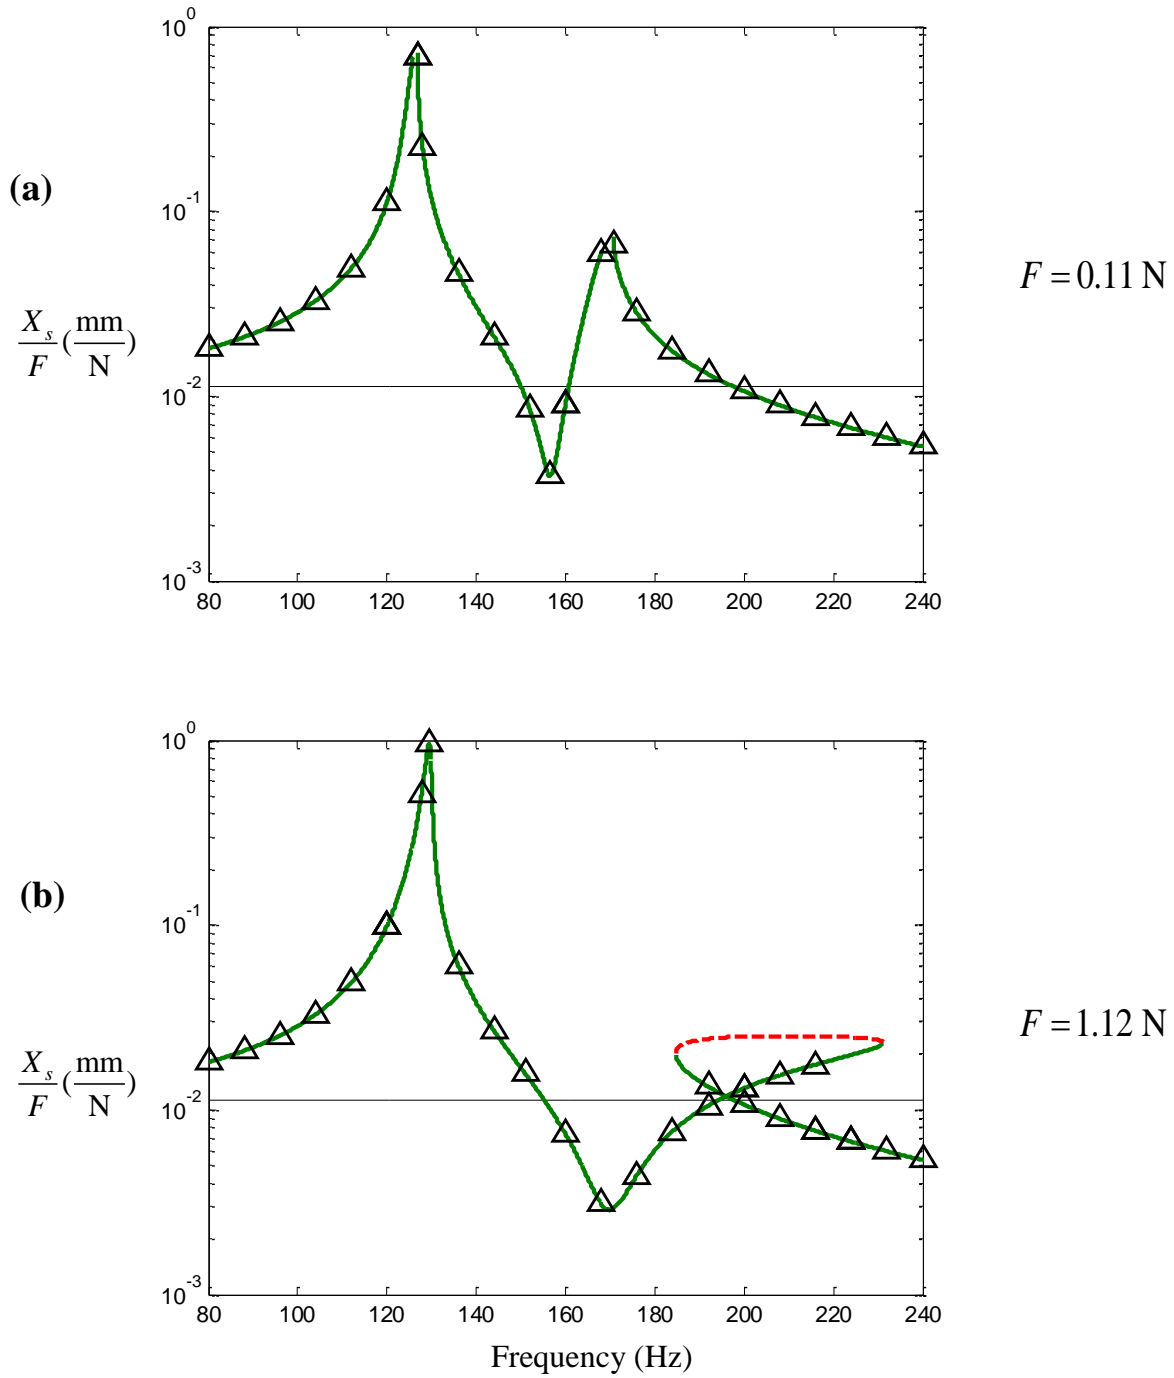 10^0
(a)
10^-1
F = 0.11 N
X_s/F (mm/N)
10^-2
10^-3
80 100 120 140 160 180 200 220 240
10^0
(b)
10^-1
F = 1.12 N
X_s/F (mm/N)
10^-2
10^-3
80 100 120 140 160 180 200 220 240
Frequency (Hz)